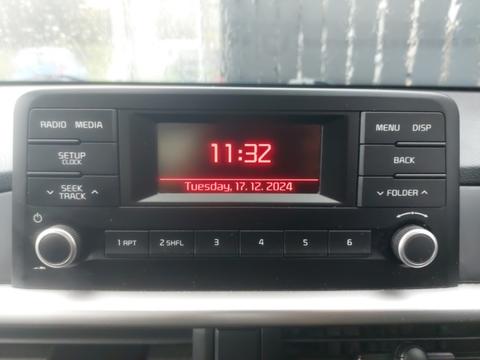 RADIO MEDIA
SETUP
CLOCK
SEEK
TRACK
11:32
Tuesday, 17. 12. 2024
MENU DISP
BACK
FOLDER
1 RPT 2 SHFL 3 4 5 6